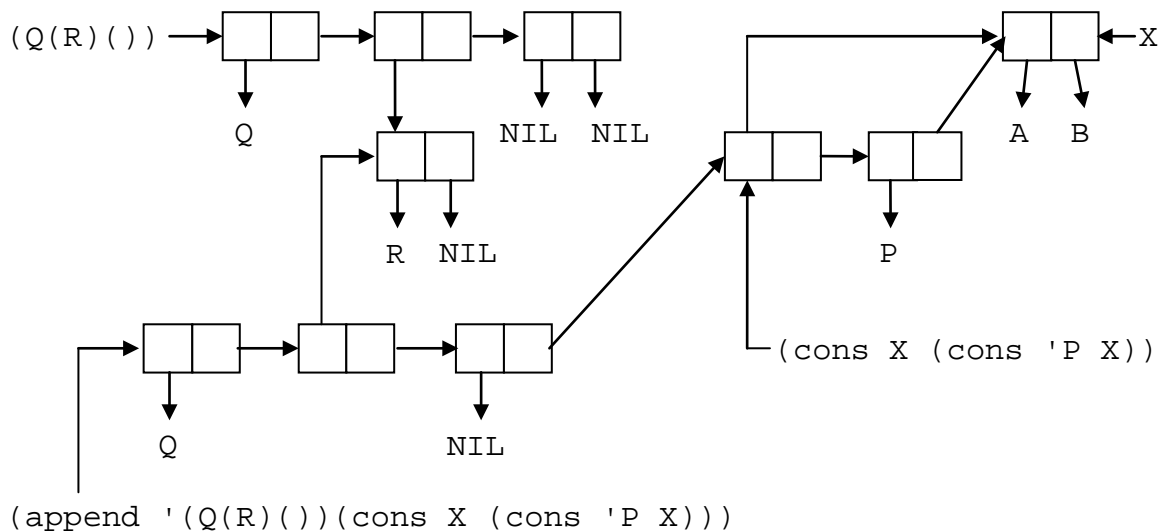 (Q(R)()) X
Q NIL NIL A B
R NIL P
(cons X (cons 'P X))
Q NIL
(append '(Q(R)())(cons X (cons 'P X)))